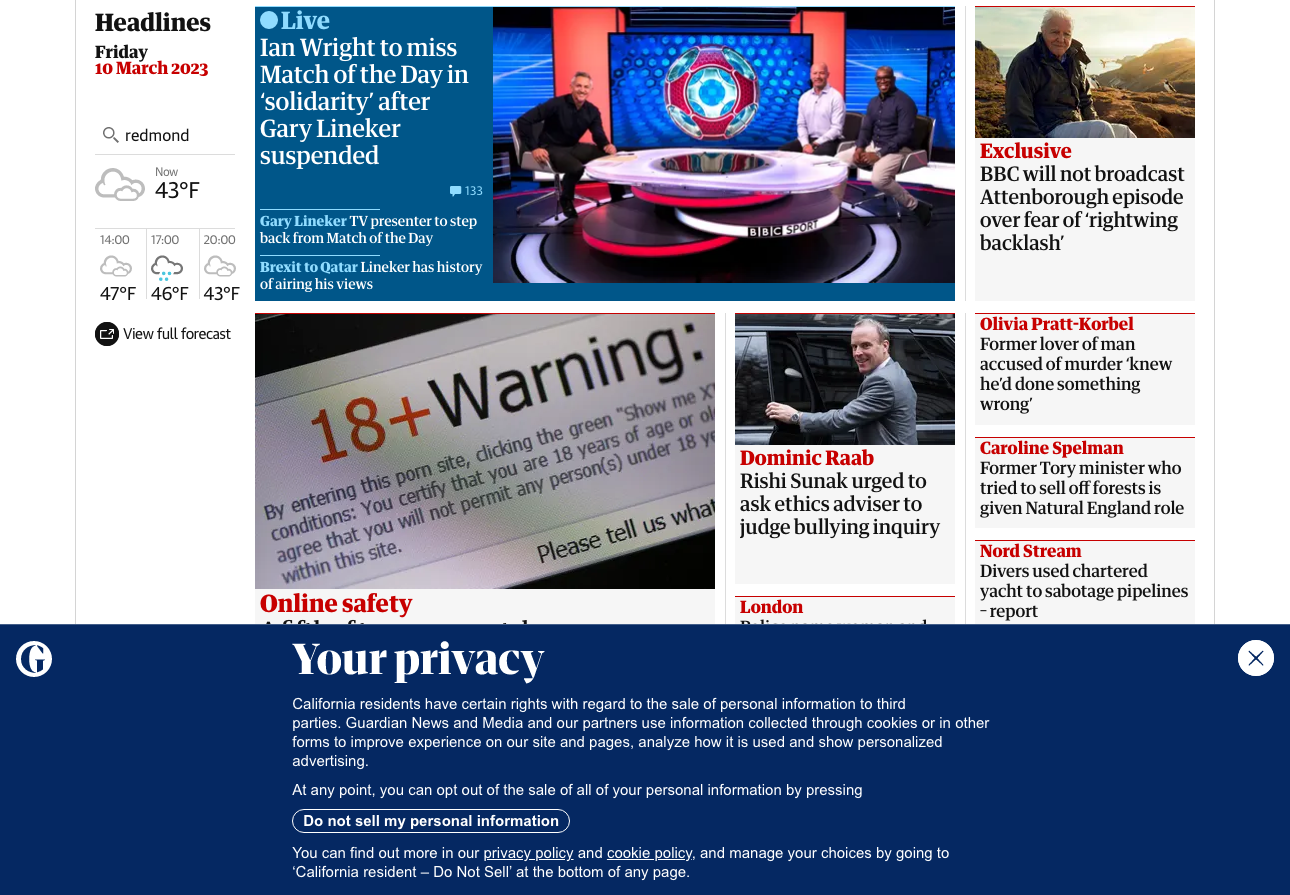 Headlines
Friday
10 March 2023
redmond
Now
43°F
14:00
17:00
20:00
47°F
46°F
43°F
View full forecast
Live
Ian Wright to miss
Match of the Day in
‘solidarity’ after
Gary Lineker
suspended
133
Gary Lineker TV presenter to step
back from Match of the Day
Brexit to Qatar Lineker has history
of airing his views
BBC SPORT
Exclusive
BBC will not broadcast
Attenborough episode
over fear of ‘rightwing
backlash’
18+Warning:
By entering this porn site, clicking the green "Show me X
conditions: You certify that you are 18 years of age or ol
agree that you will not permit any person(s) under 18 ye
within this site.
Please tell us what
Online safety
Dominic Raab
Rishi Sunak urged to
ask ethics adviser to
judge bullying inquiry
London
Olivia Pratt-Korbel
Former lover of man
accused of murder ‘knew
he’d done something
wrong’
Caroline Spelman
Former Tory minister who
tried to sell off forests is
given Natural England role
Nord Stream
Divers used chartered
yacht to sabotage pipelines
– report
G
Your privacy
California residents have certain rights with regard to the sale of personal information to third
parties. Guardian News and Media and our partners use information collected through cookies or in other
forms to improve experience on our site and pages, analyze how it is used and show personalized
advertising.
At any point, you can opt out of the sale of all of your personal information by pressing
Do not sell my personal information
You can find out more in our privacy policy and cookie policy, and manage your choices by going to
‘California resident – Do Not Sell’ at the bottom of any page.